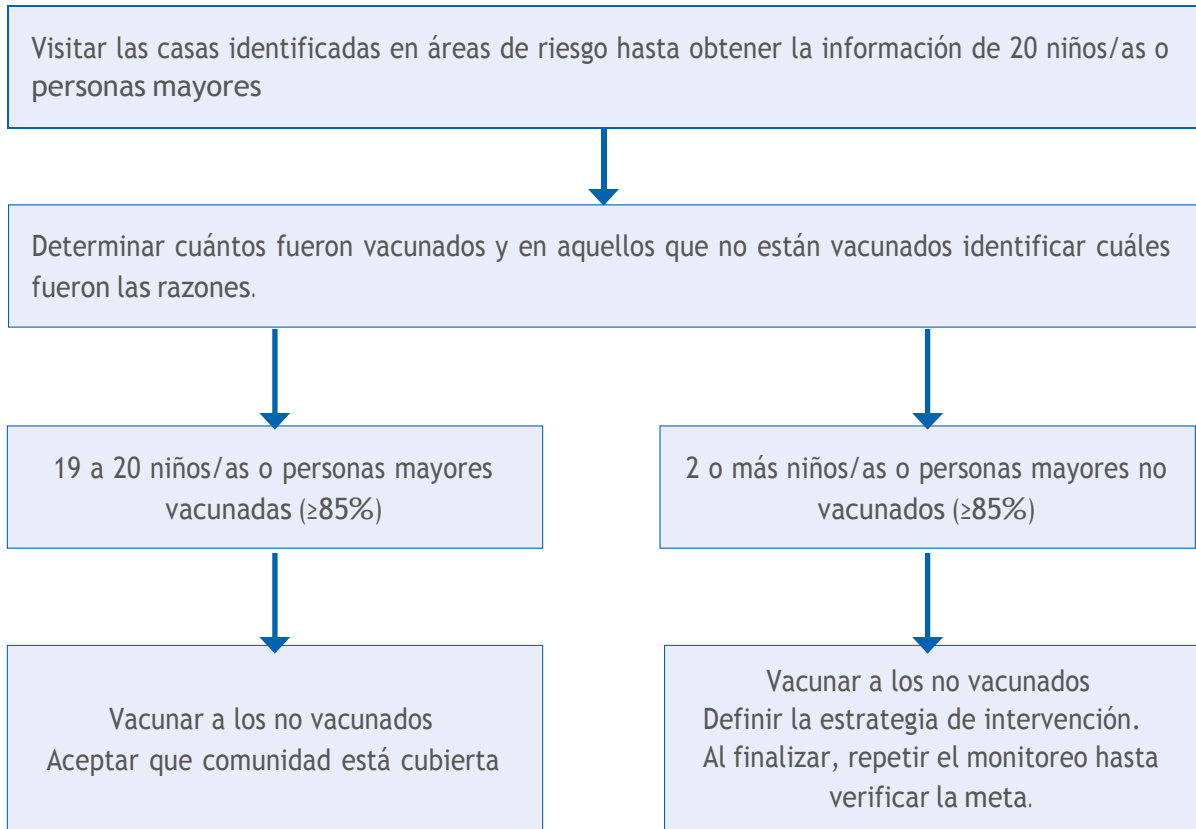 Visitar las casas identificadas en áreas de riesgo hasta obtener la información de 20 niños/as o
personas mayores
Determinar cuántos fueron vacunados y en aquellos que no están vacunados identificar cuáles
fueron las razones.
19 a 20 niños/as o personas mayores
vacunadas (≥85%)
2 o más niños/as o personas mayores no
vacunados (≥85%)
Vacunar a los no vacunados
Aceptar que comunidad está cubierta
Vacunar a los no vacunados
Definir la estrategia de intervención.
Al finalizar, repetir el monitoreo hasta
verificar la meta.